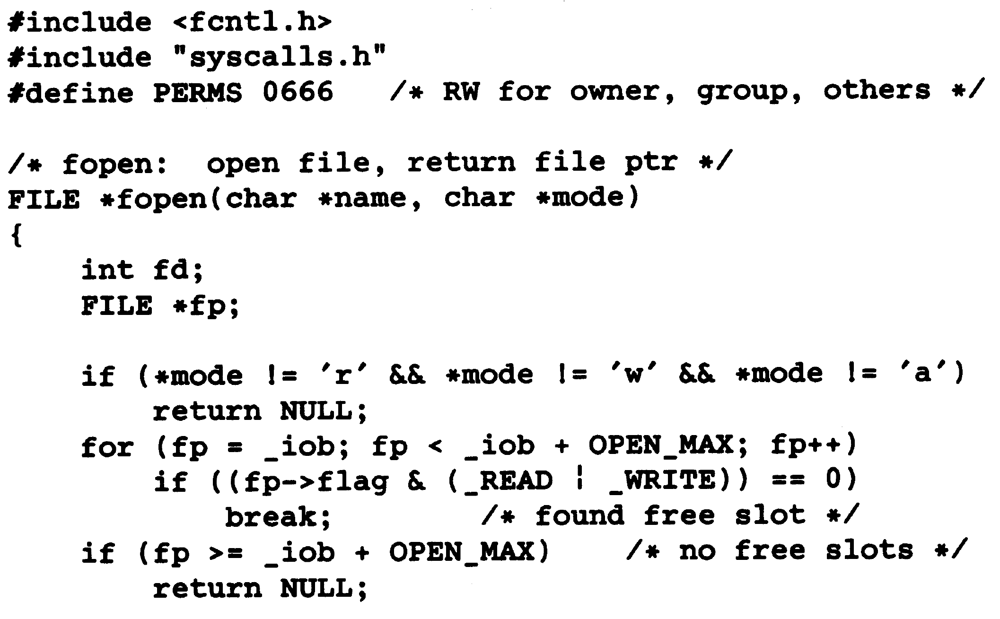 #include <fcntl.h>
#include "syscalls.h"
#define PERMS 0666   /* RW for owner, group, others */

/* fopen:  open file, return file ptr */
FILE *fopen(char *name, char *mode)
{
    int fd;
    FILE *fp;

    if (*mode != 'r' && *mode != 'w' && *mode != 'a')
        return NULL;
    for (fp = _iob; fp < _iob + OPEN_MAX; fp++)
        if ((fp->flag & (_READ | _WRITE)) == 0)
            break;        /* found free slot */
    if (fp >= _iob + OPEN_MAX)    /* no free slots */
        return NULL;